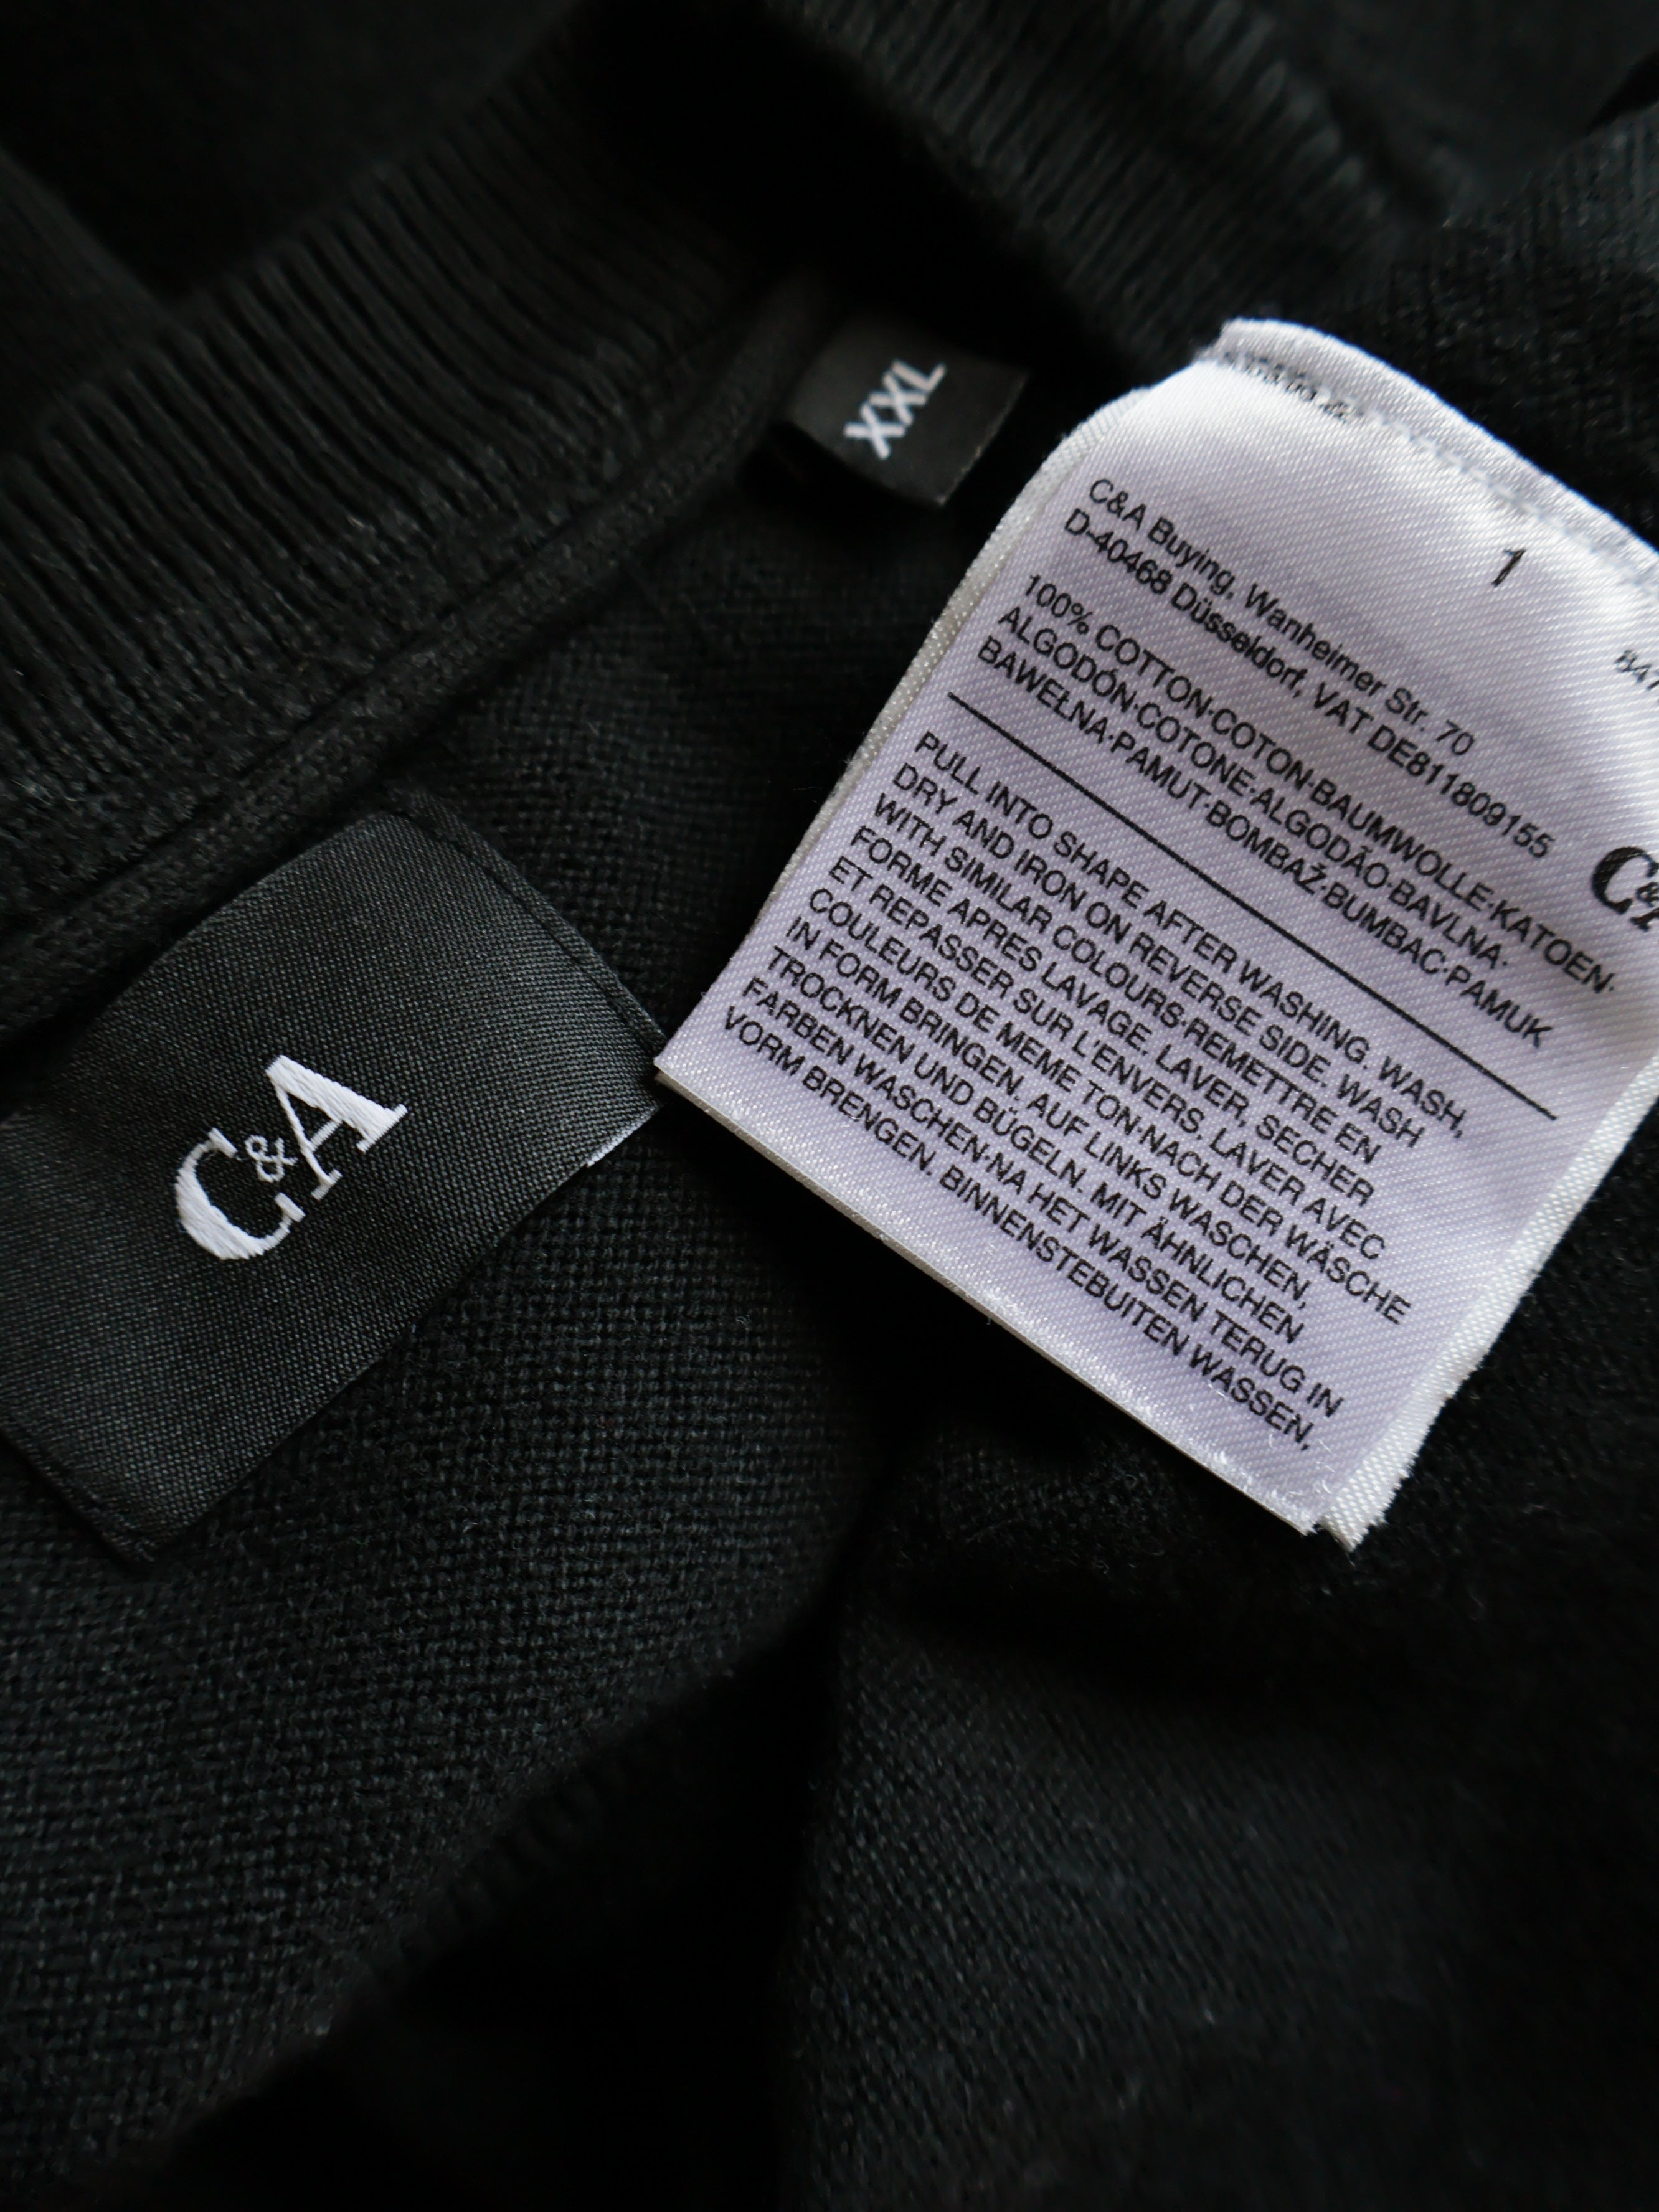 XXL
C&A
1
847
C&A Buying, Wanheimer Str. 70
D-40468 Düsseldorf, VAT DE811809155
C&A
100% COTTON·COTON·BAUMWOLLE·KATOEN·
ALGODÓN·COTONE·ALGODÃO·BAVLNA·
BAWEŁNA·PAMUT·BOMBAŽ·BUMBAC·PAMUK
PULL INTO SHAPE AFTER WASHING. WASH,
DRY AND IRON ON REVERSE SIDE. WASH
WITH SIMILAR COLOURS·REMETTRE EN
FORME APRES LAVAGE. LAVER, SECHER
ET REPASSER SUR L'ENVERS. LAVER AVEC
COULEURS DE MEME TON·NACH DER WÄSCHE
IN FORM BRINGEN. AUF LINKS WASCHEN,
TROCKNEN UND BÜGELN. MIT ÄHNLICHEN
FARBEN WASCHEN·NA HET WASSEN TERUG IN
VORM BRENGEN. BINNENSTEBUITEN WASSEN,